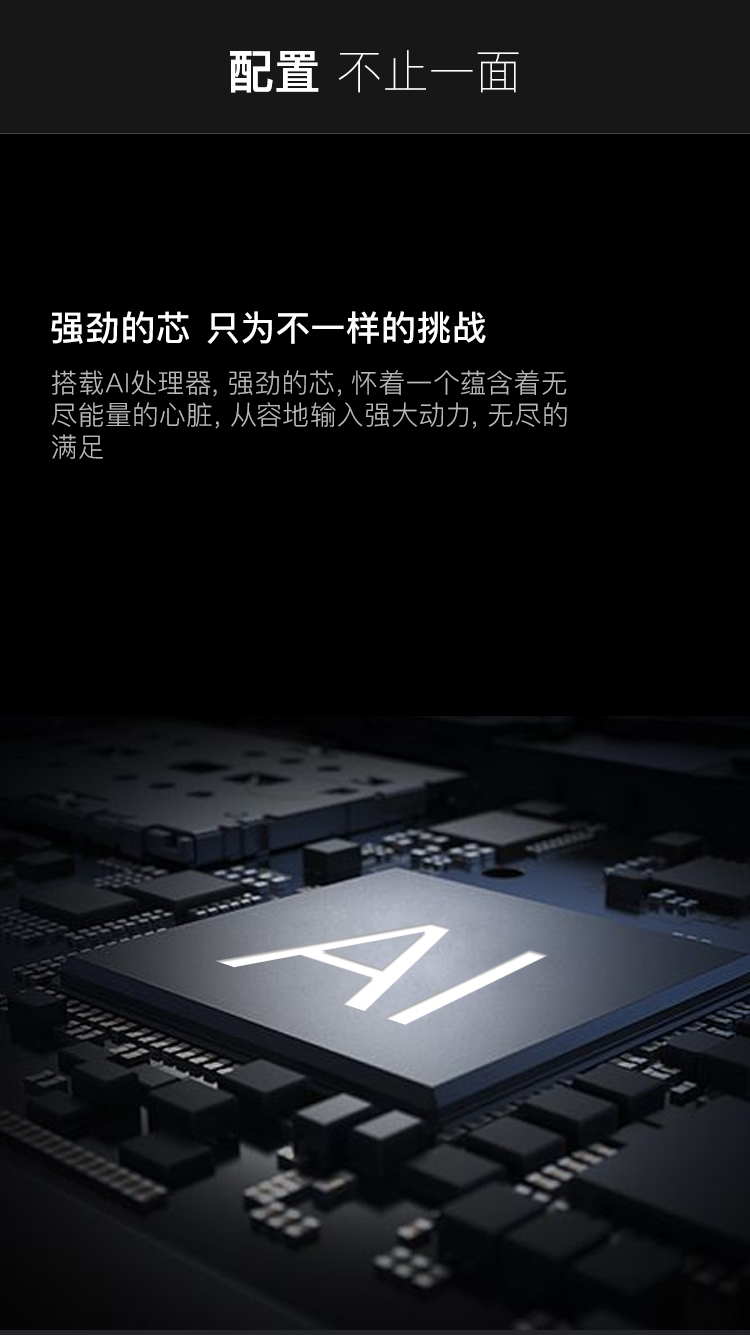 配置 不止一面
强劲的芯 只为不一样的挑战
搭载AI处理器, 强劲的芯, 怀着一个蕴含着无
尽能量的心脏, 从容地输入强大动力, 无尽的
满足
AI